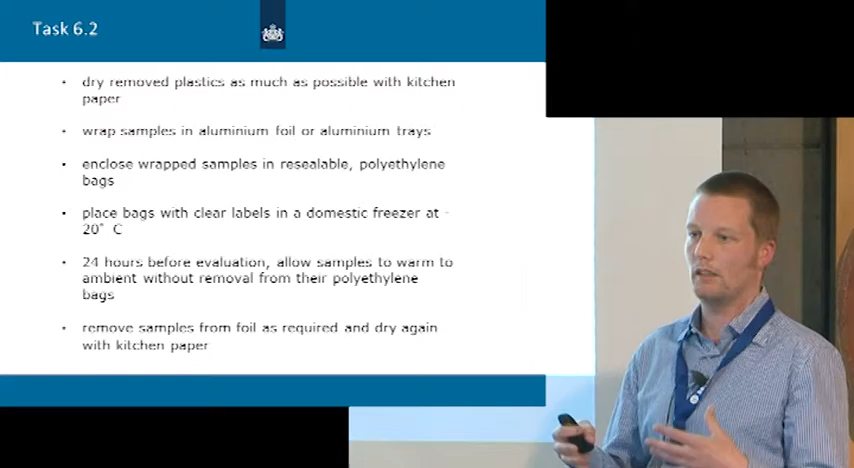 Task 6.2
• dry removed plastics as much as possible with kitchen
paper
• wrap samples in aluminium foil or aluminium trays
• enclose wrapped samples in resealable, polyethylene
bags
• place bags with clear labels in a domestic freezer at -
20° C
• 24 hours before evaluation, allow samples to warm to
ambient without removal from their polyethylene
bags
• remove samples from foil as required and dry again
with kitchen paper